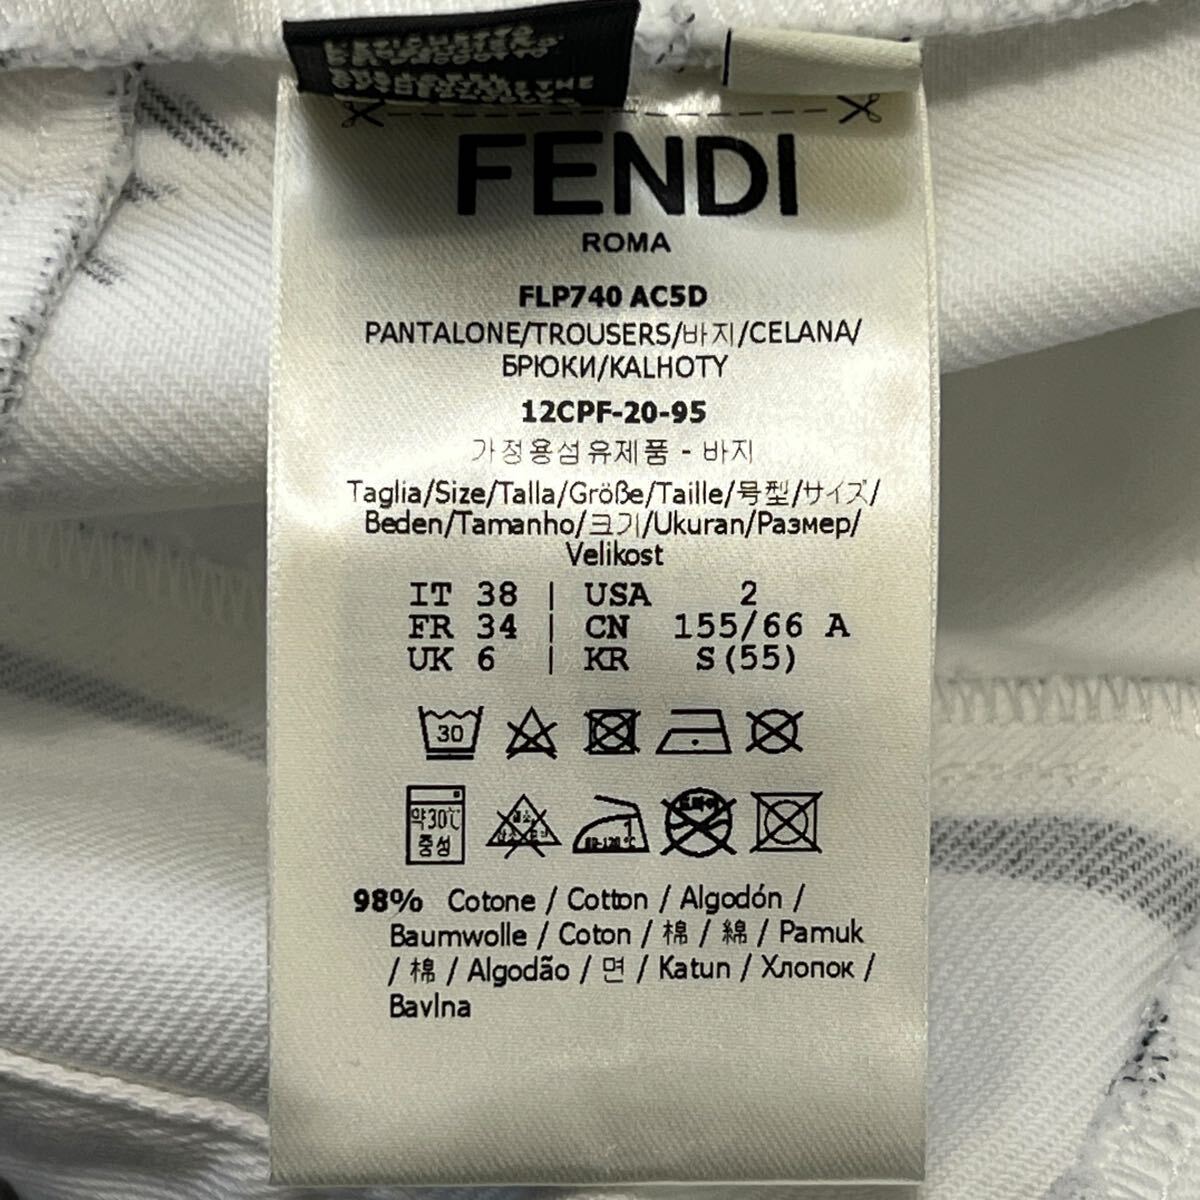 FENDI
ROMA
FLP740 AC5D
PANTALONE/TROUSERS/바지/CELANA/
БРЮКИ/KALHOTY
12CPF-20-95
가정용섬유제품 - 바지
Taglia/Size/Talla/Größe/Taille/号型/サイズ/
Beden/Tamanho/크기/Ukuran/Размер/
Velikost
IT 38 | USA 2
FR 34 | CN 155/66 A
UK 6 | KR S(55)
30
약30℃
중성
98% Cotone / Cotton / Algodón /
Baumwolle / Coton / 棉 / 綿 / Pamuk
/ 棉 / Algodão / 면 / Katun / Хлопок /
Bavlna